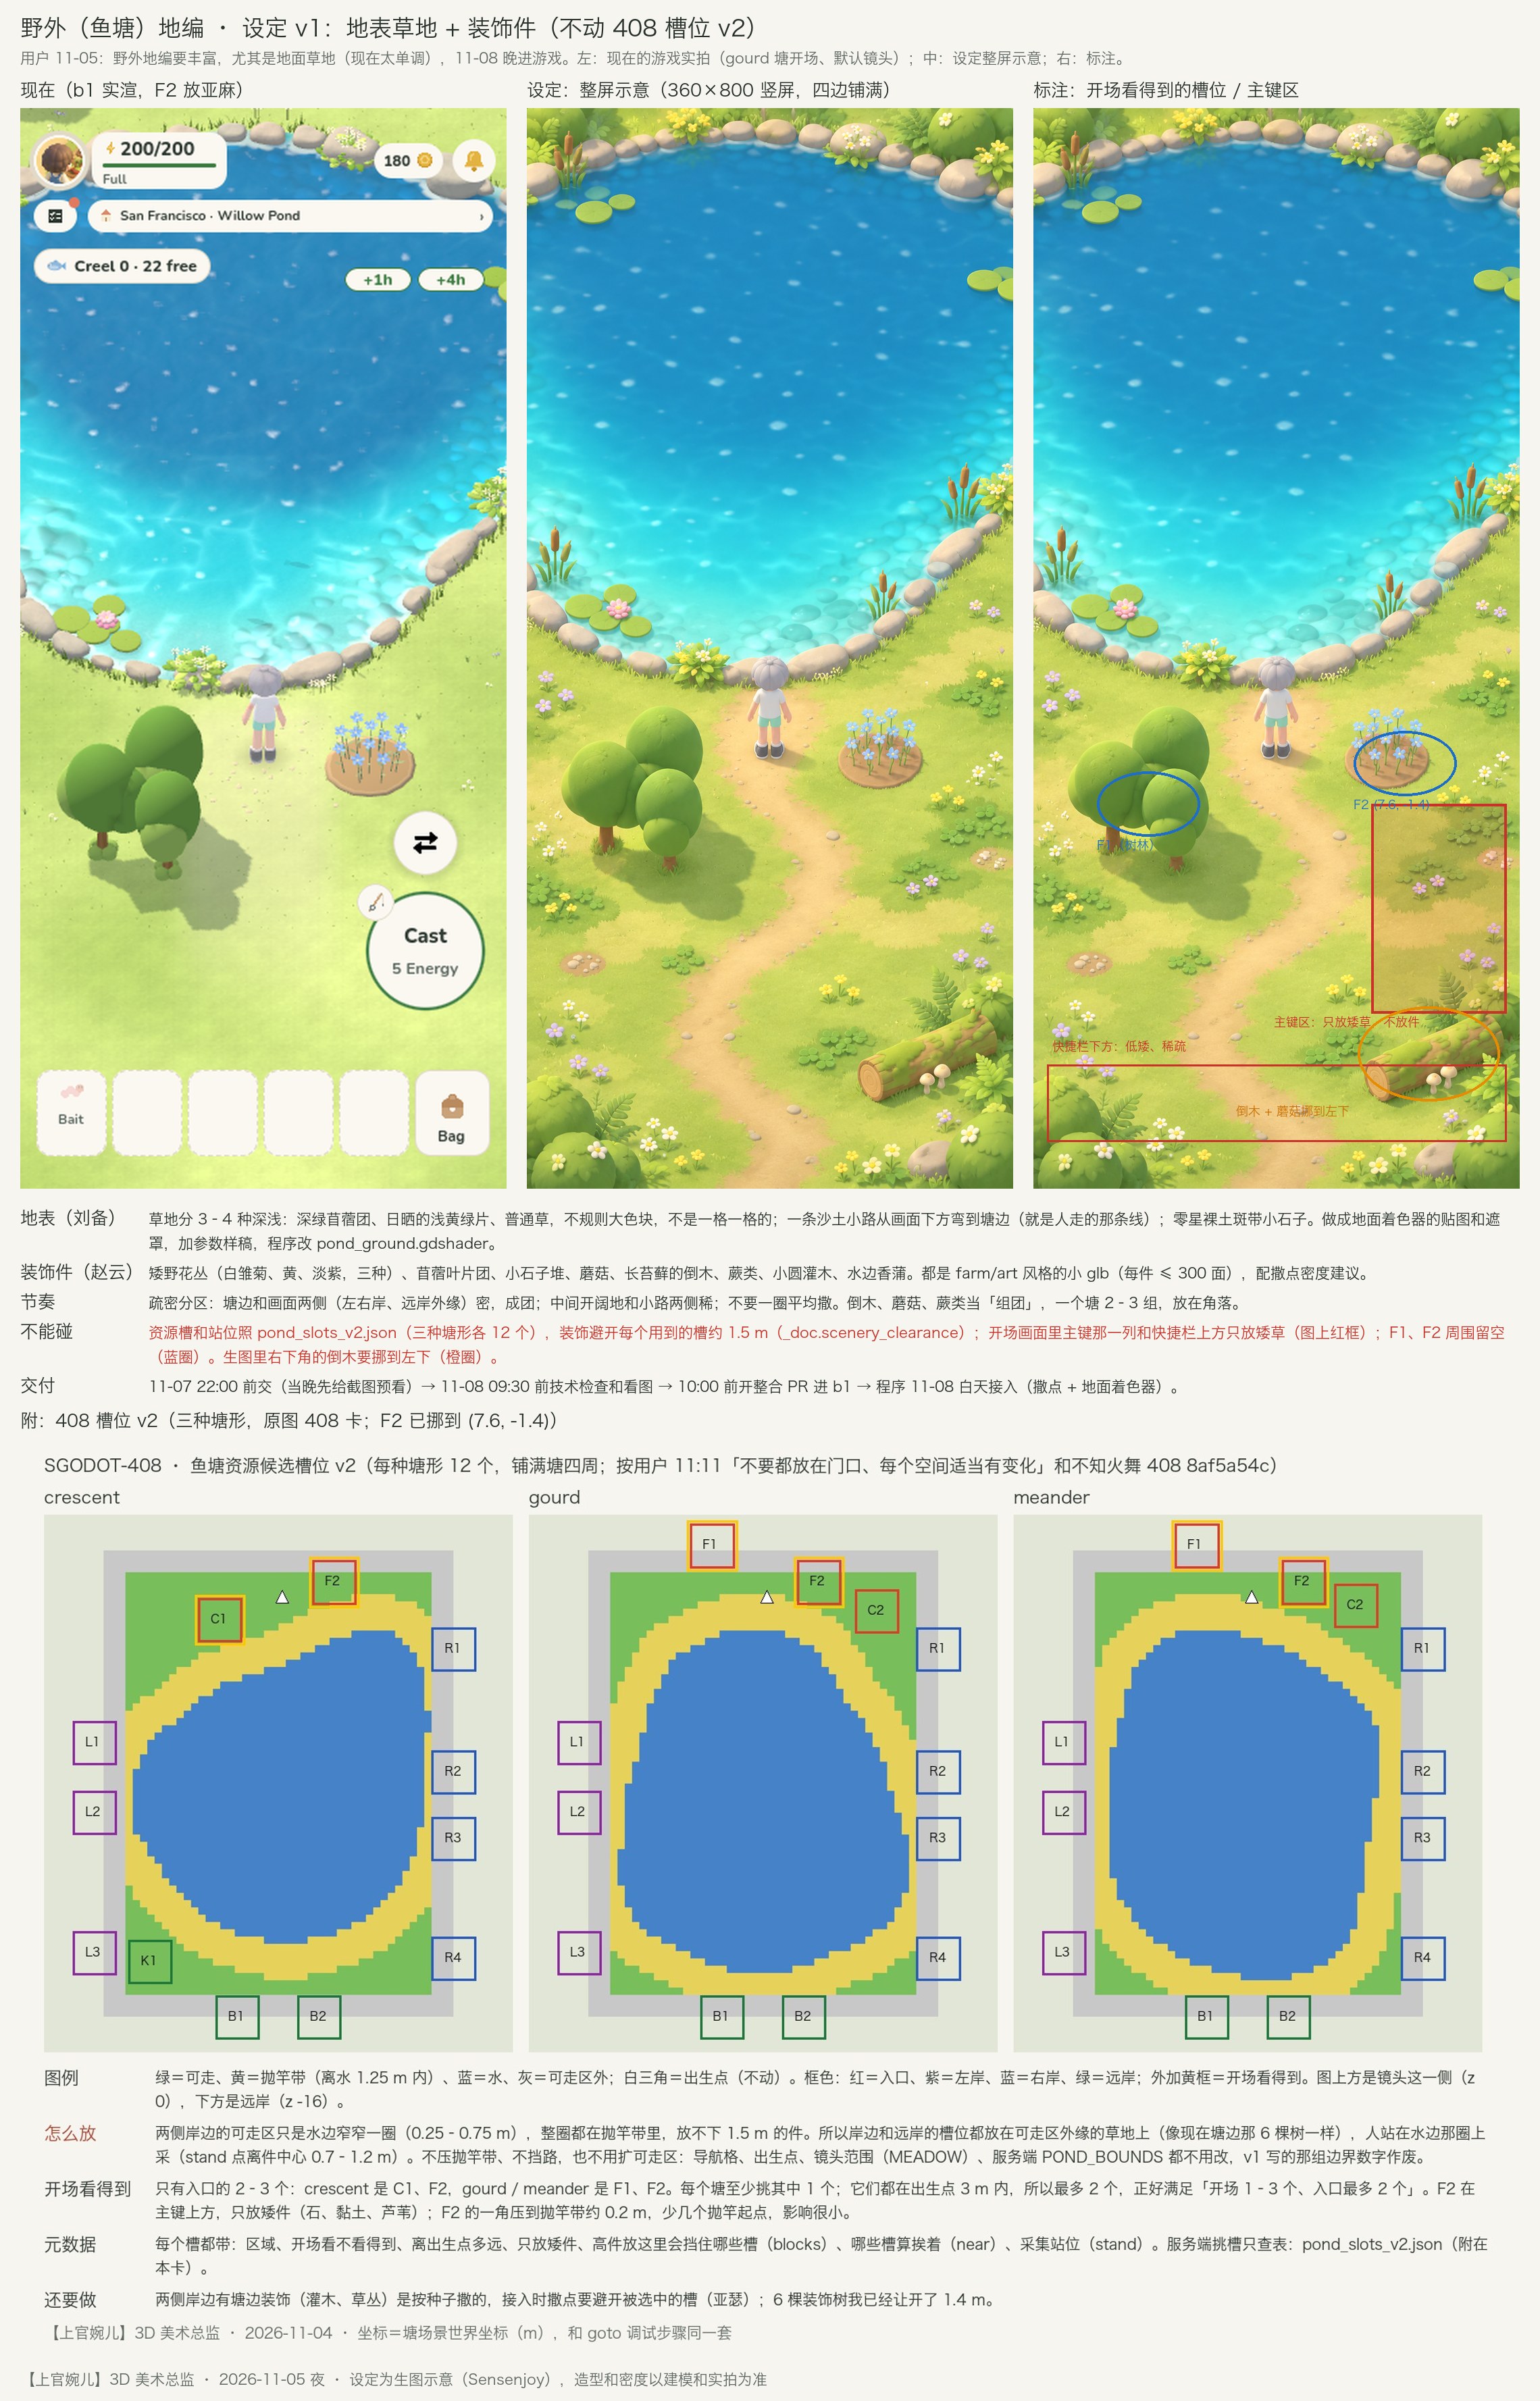 野外（鱼塘）地编 · 设定 v1：地表草地 + 装饰件（不动 408 槽位 v2）
用户 11-05：野外地编要丰富，尤其是地面草地（现在太单调），11-08 晚进游戏。左：现在的游戏实拍（gourd 塘开场、默认镜头）；中：设定整屏示意；右：标注。
现在（b1 实渲，F2 放亚麻）
设定：整屏示意（360×800 竖屏，四边铺满）
标注：开场看得到的槽位 / 主键区
200/200
Full
180
San Francisco · Willow Pond ›
Creel 0 · 22 free
+1h
+4h
Cast
5 Energy
Bait
Bag
F2 (7.6, -1.4)
F1（树林）
主键区：只放矮草，不放件
快捷栏下方：低矮、稀疏
倒木 + 蘑菇挪到左下
地表（刘备）
草地分 3 - 4 种深浅：深绿苜蓿团、日晒的浅黄绿片、普通草，不规则大色块，不是一格一格的；一条沙土小路从画面下方弯到塘边（就是人走的那条线）；零星裸土斑带小石子。做成地面着色器的贴图和遮
罩，加参数样稿，程序改 pond_ground.gdshader。
装饰件（赵云）
矮野花丛（白雏菊、黄、淡紫，三种）、苜蓿叶片团、小石子堆、蘑菇、长苔藓的倒木、蕨类、小圆灌木、水边香蒲。都是 farm/art 风格的小 glb（每件 ≤ 300 面），配撒点密度建议。
节奏
疏密分区：塘边和画面两侧（左右岸、远岸外缘）密，成团；中间开阔地和小路两侧稀；不要一圈平均撒。倒木、蘑菇、蕨类当「组团」，一个塘 2 - 3 组，放在角落。
不能碰
资源槽和站位照 pond_slots_v2.json（三种塘形各 12 个），装饰避开每个用到的槽约 1.5 m（_doc.scenery_clearance）；开场画面里主键那一列和快捷栏上方只放矮草（图上红框）；F1、F2 周围留空
（蓝圈）。生图里右下角的倒木要挪到左下（橙圈）。
交付
11-07 22:00 前交（当晚先给截图预看）→ 11-08 09:30 前技术检查和看图 → 10:00 前开整合 PR 进 b1 → 程序 11-08 白天接入（撒点 + 地面着色器）。
附：408 槽位 v2（三种塘形，原图 408 卡；F2 已挪到 (7.6, -1.4)）
SGODOT-408 · 鱼塘资源候选槽位 v2（每种塘形 12 个，铺满塘四周；按用户 11:11「不要都放在门口、每个空间适当有变化」和不知火舞 408 8af5a54c）
crescent
gourd
meander
F2
C1
R1
L1
R2
L2
R3
L3
K1
R4
B1
B2
F1
F2
C2
R1
L1
R2
L2
R3
L3
R4
B1
B2
F1
F2
C2
R1
L1
R2
L2
R3
L3
R4
B1
B2
图例
绿＝可走、黄＝抛竿带（离水 1.25 m 内）、蓝＝水、灰＝可走区外；白三角＝出生点（不动）。框色：红＝入口、紫＝左岸、蓝＝右岸、绿＝远岸；外加黄框＝开场看得到。图上方是镜头这一侧（z
0），下方是远岸（z -16）。
怎么放
两侧岸边的可走区只是水边窄窄一圈（0.25 - 0.75 m），整圈都在抛竿带里，放不下 1.5 m 的件。所以岸边和远岸的槽位都放在可走区外缘的草地上（像现在塘边那 6 棵树一样），人站在水边那圈上
采（stand 点离件中心 0.7 - 1.2 m）。不压抛竿带、不挡路，也不用扩可走区：导航格、出生点、镜头范围（MEADOW）、服务端 POND_BOUNDS 都不用改，v1 写的那组边界数字作废。
开场看得到
只有入口的 2 - 3 个：crescent 是 C1、F2，gourd / meander 是 F1、F2。每个塘至少挑其中 1 个；它们都在出生点 3 m 内，所以最多 2 个，正好满足「开场 1 - 3 个、入口最多 2 个」。F2 在
主键上方，只放矮件（石、黏土、芦苇）；F2 的一角压到抛竿带约 0.2 m，少几个抛竿起点，影响很小。
元数据
每个槽都带：区域、开场看不看得到、离出生点多远、只放矮件、高件放这里会挡住哪些槽（blocks）、哪些槽算挨着（near）、采集站位（stand）。服务端挑槽只查表：pond_slots_v2.json（附在
本卡）。
还要做
两侧岸边有塘边装饰（灌木、草丛）是按种子撒的，接入时撒点要避开被选中的槽（亚瑟）；6 棵装饰树我已经让开了 1.4 m。
【上官婉儿】3D 美术总监 · 2026-11-04 · 坐标＝塘场景世界坐标（m），和 goto 调试步骤同一套
【上官婉儿】3D 美术总监 · 2026-11-05 夜 · 设定为生图示意（Sensenjoy），造型和密度以建模和实拍为准